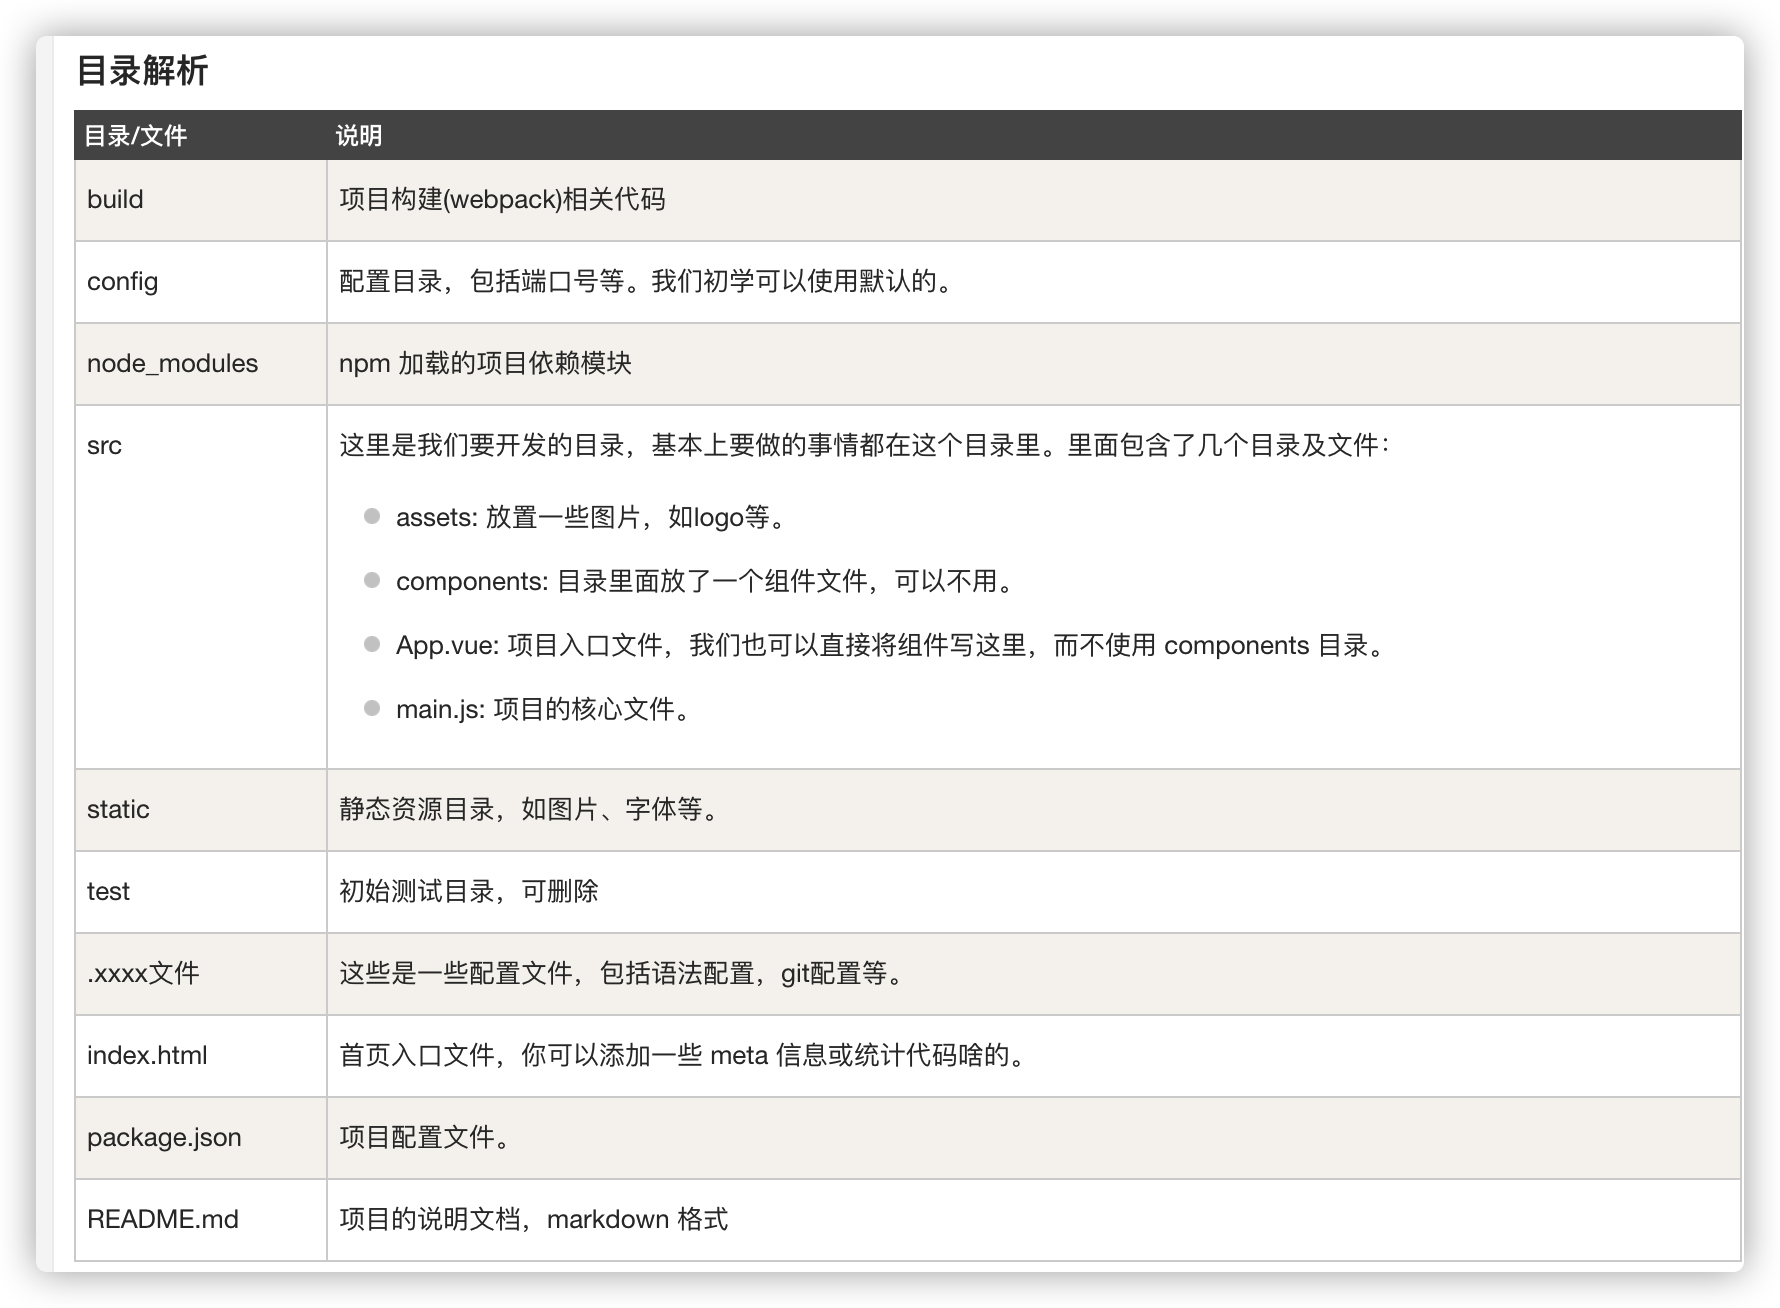 目录解析
目录/文件 说明
build 项目构建(webpack)相关代码
config 配置目录，包括端口号等。我们初学可以使用默认的。
node_modules npm 加载的项目依赖模块
src 这里是我们要开发的目录，基本上要做的事情都在这个目录里。里面包含了几个目录及文件：
assets: 放置一些图片，如logo等。
components: 目录里面放了一个组件文件，可以不用。
App.vue: 项目入口文件，我们也可以直接将组件写这里，而不使用 components 目录。
main.js: 项目的核心文件。
static 静态资源目录，如图片、字体等。
test 初始测试目录，可删除
.xxxx文件 这些是一些配置文件，包括语法配置，git配置等。
index.html 首页入口文件，你可以添加一些 meta 信息或统计代码啥的。
package.json 项目配置文件。
README.md 项目的说明文档，markdown 格式